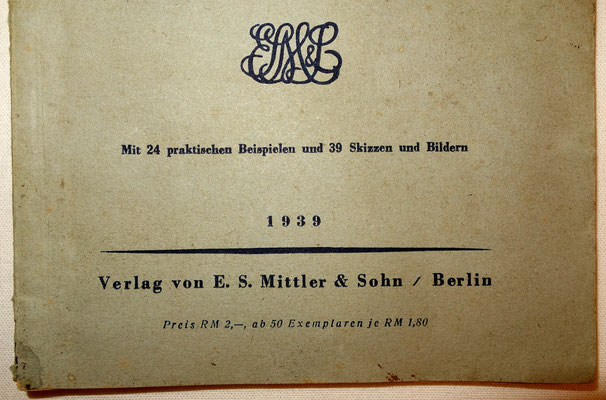 Mit 24 praktischen Beispielen und 39 Skizzen und Bildern
1939
Verlag von E. S. Mittler & Sohn / Berlin
Preis RM 2,—, ab 50 Exemplaren je RM 1,80